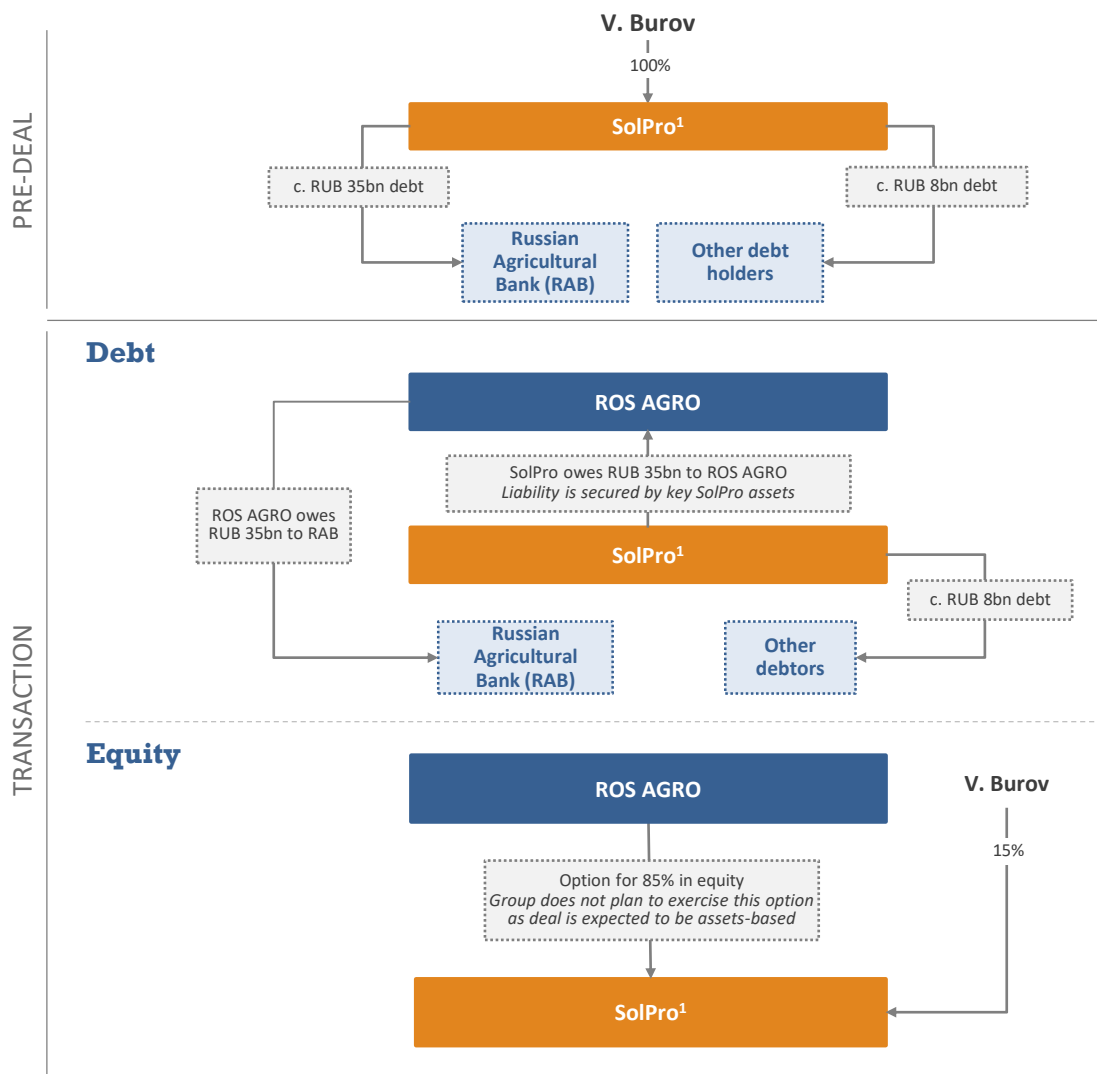 PRE-DEAL
V. Burov
100%
SolPro¹
c. RUB 35bn debt
c. RUB 8bn debt
Russian
Agricultural
Bank (RAB)
Other debt
holders
TRANSACTION
Debt
ROS AGRO
SolPro owes RUB 35bn to ROS AGRO
Liability is secured by key SolPro assets
ROS AGRO owes
RUB 35bn to RAB
SolPro¹
c. RUB 8bn debt
Russian
Agricultural
Bank (RAB)
Other
debtors
Equity
ROS AGRO
V. Burov
15%
Option for 85% in equity
Group does not plan to exercise this option
as deal is expected to be assets-based
SolPro¹